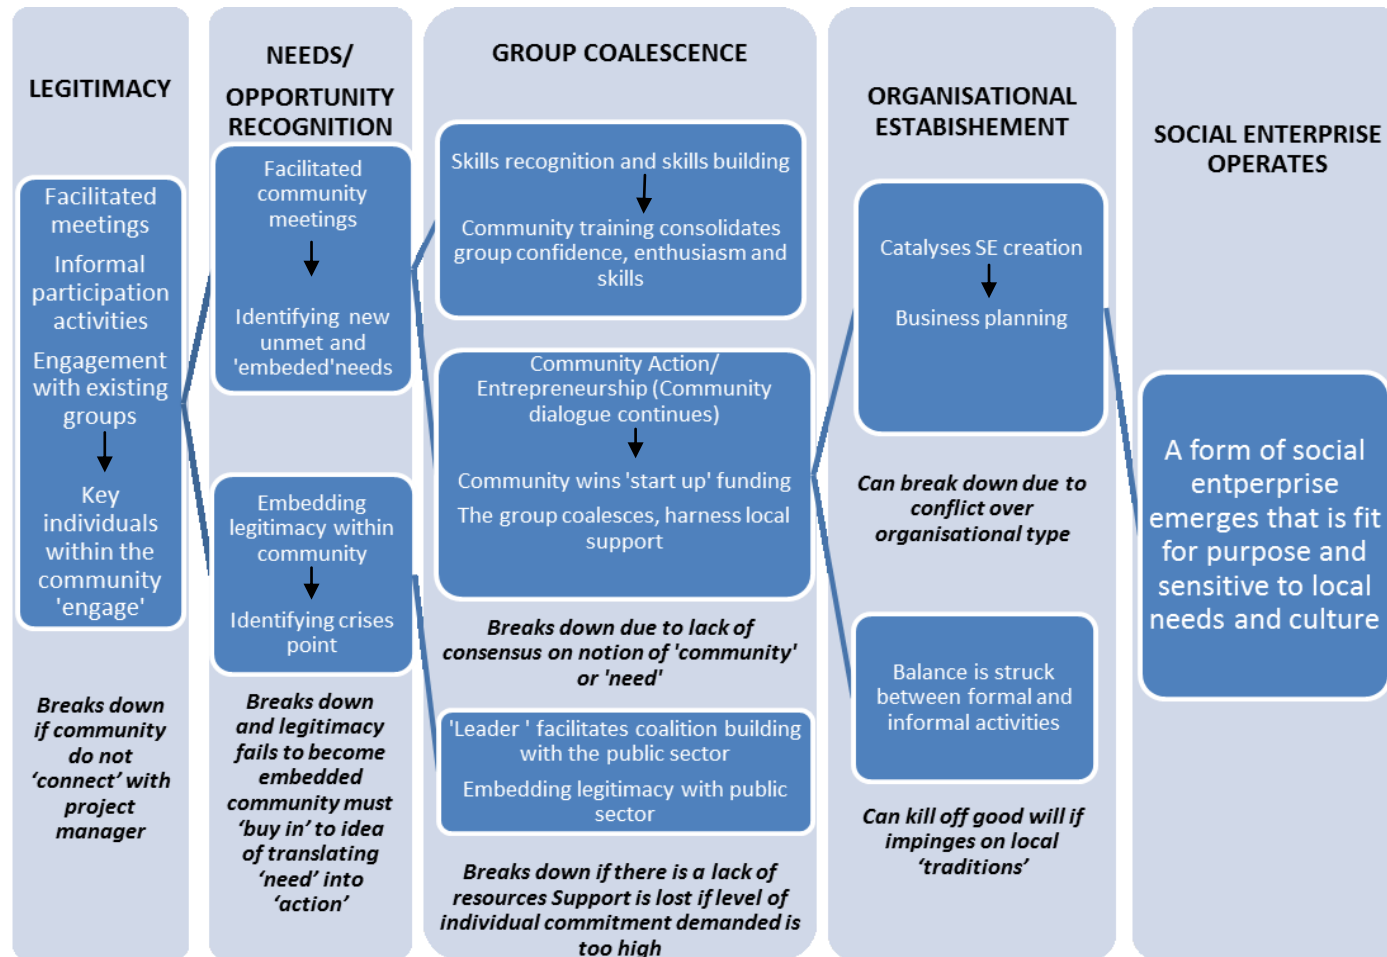 LEGITIMACY
Facilitated
meetings
Informal
participation
activities
Engagement
with existing
groups
Key
individuals
within the
community
'engage'
Breaks down
if community
do not
‘connect’ with
project
manager
NEEDS/
OPPORTUNITY
RECOGNITION
Facilitated
community
meetings
Identifying new
unmet and
'embeded'needs
Embedding
legitimacy within
community
Identifying crises
point
Breaks down
and legitimacy
fails to become
embedded
community must
‘buy in’ to idea
of translating
‘need’ into
‘action’
GROUP COALESCENCE
Skills recognition and skills building
Community training consolidates
group confidence, enthusiasm and
skills
Community Action/
Entrepreneurship (Community
dialogue continues)
Community wins 'start up' funding
The group coalesces, harness local
support
Breaks down due to lack of
consensus on notion of 'community'
or 'need'
'Leader ' facilitates coalition building
with the public sector
Embedding legitimacy with public
sector
Breaks down if there is a lack of
resources Support is lost if level of
individual commitment demanded is
too high
ORGANISATIONAL
ESTABISHEMENT
Catalyses SE creation
Business planning
Can break down due to
conflict over
organisational type
Balance is struck
between formal and
informal activities
Can kill off good will if
impinges on local
‘traditions’
SOCIAL ENTERPRISE
OPERATES
A form of social
entperprise
emerges that is fit
for purpose and
sensitive to local
needs and culture